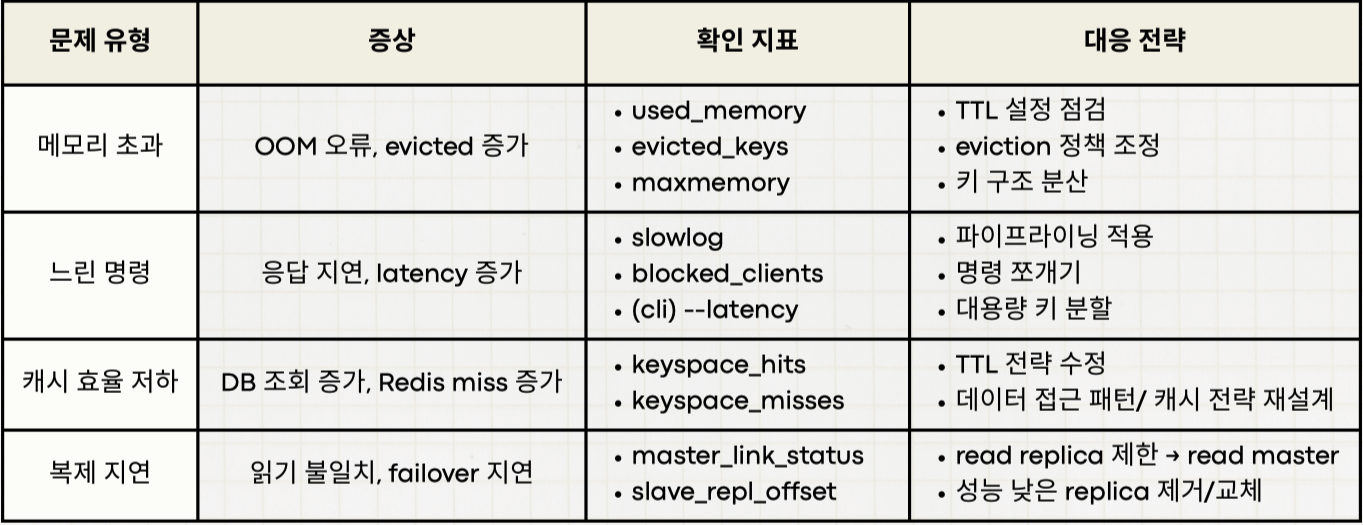 문제 유형
증상
확인 지표
대응 전략
메모리 초과
OOM 오류, evicted 증가
• used_memory
• evicted_keys
• maxmemory
• TTL 설정 점검
• eviction 정책 조정
• 키 구조 분산
느린 명령
응답 지연, latency 증가
• slowlog
• blocked_clients
• (cli) --latency
• 파이프라이닝 적용
• 명령 쪼개기
• 대용량 키 분할
캐시 효율 저하
DB 조회 증가, Redis miss 증가
• keyspace_hits
• keyspace_misses
• TTL 전략 수정
• 데이터 접근 패턴/ 캐시 전략 재설계
복제 지연
읽기 불일치, failover 지연
• master_link_status
• slave_repl_offset
• read replica 제한 → read master
• 성능 낮은 replica 제거/교체